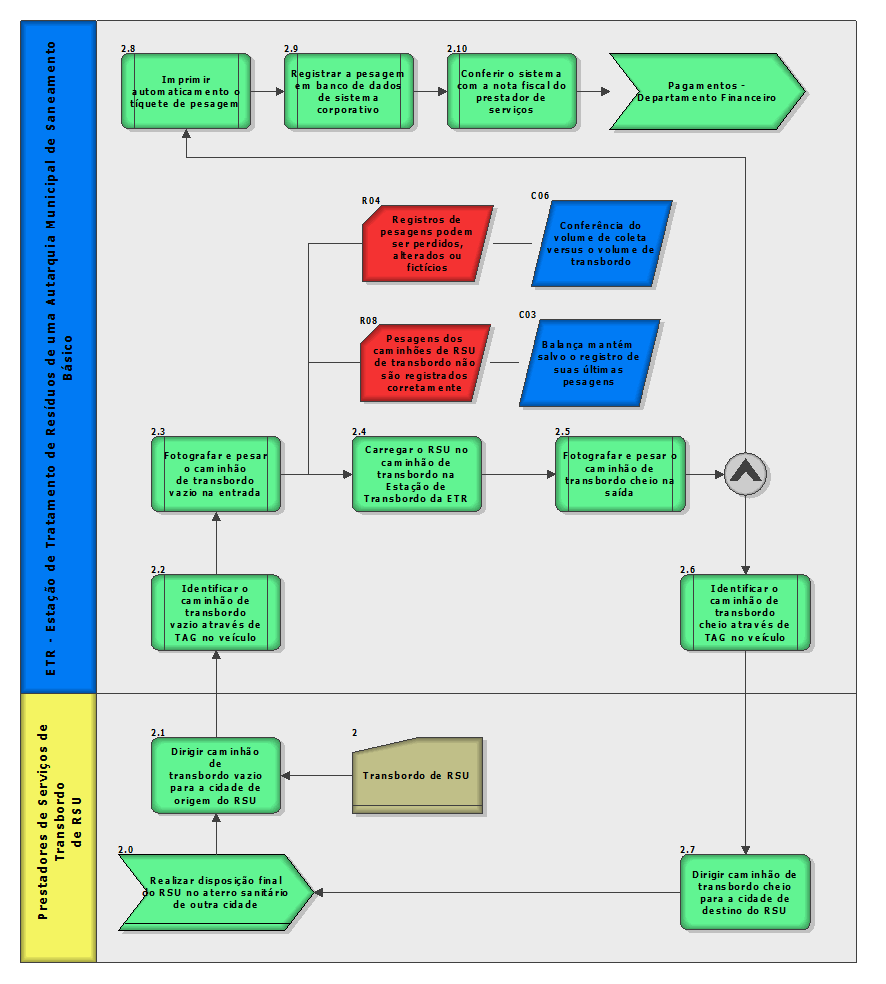 ETR - Estação de Tratamento de Resíduos de uma Autarquia Municipal de Saneamento
Básico
2.8
Imprimir
automaticamento o
tíquete de pesagem
2.9
Registrar a pesagem
em banco de dados
de sistema
corporativo
2.10
Conferir o sistema
com a nota fiscal do
prestador de
serviços
Pagamentos -
Departamento Financeiro
R04
Registros de
pesagens podem
ser perdidos,
alterados ou
fictícios
C06
Conferência do
volume de coleta
versus o volume de
transbordo
R08
Pesagens dos
caminhões de RSU
de transbordo não
são registrados
corretamente
C03
Balança mantém
salvo o registro de
suas últimas
pesagens
2.3
Fotografar e pesar
o caminhão
de transbordo
vazio na entrada
2.4
Carregar o RSU no
caminhão de
transbordo na
Estação de
Transbordo da ETR
2.5
Fotografar e pesar o
caminhão de
transbordo cheio na
saída
2.2
Identificar o
caminhão de
transbordo
vazio através de
TAG no veículo
2.6
Identificar o
caminhão de
transbordo
cheio através de
TAG no veículo
Prestadores de Serviços de
Transbordo
de RSU
2.1
Dirigir caminhão
de
transbordo vazio
para a cidade de
origem do RSU
2
Transbordo de RSU
2.0
Realizar disposição final
do RSU no aterro sanitário
de outra cidade
2.7
Dirigir caminhão de
transbordo cheio
para a cidade de
destino do RSU